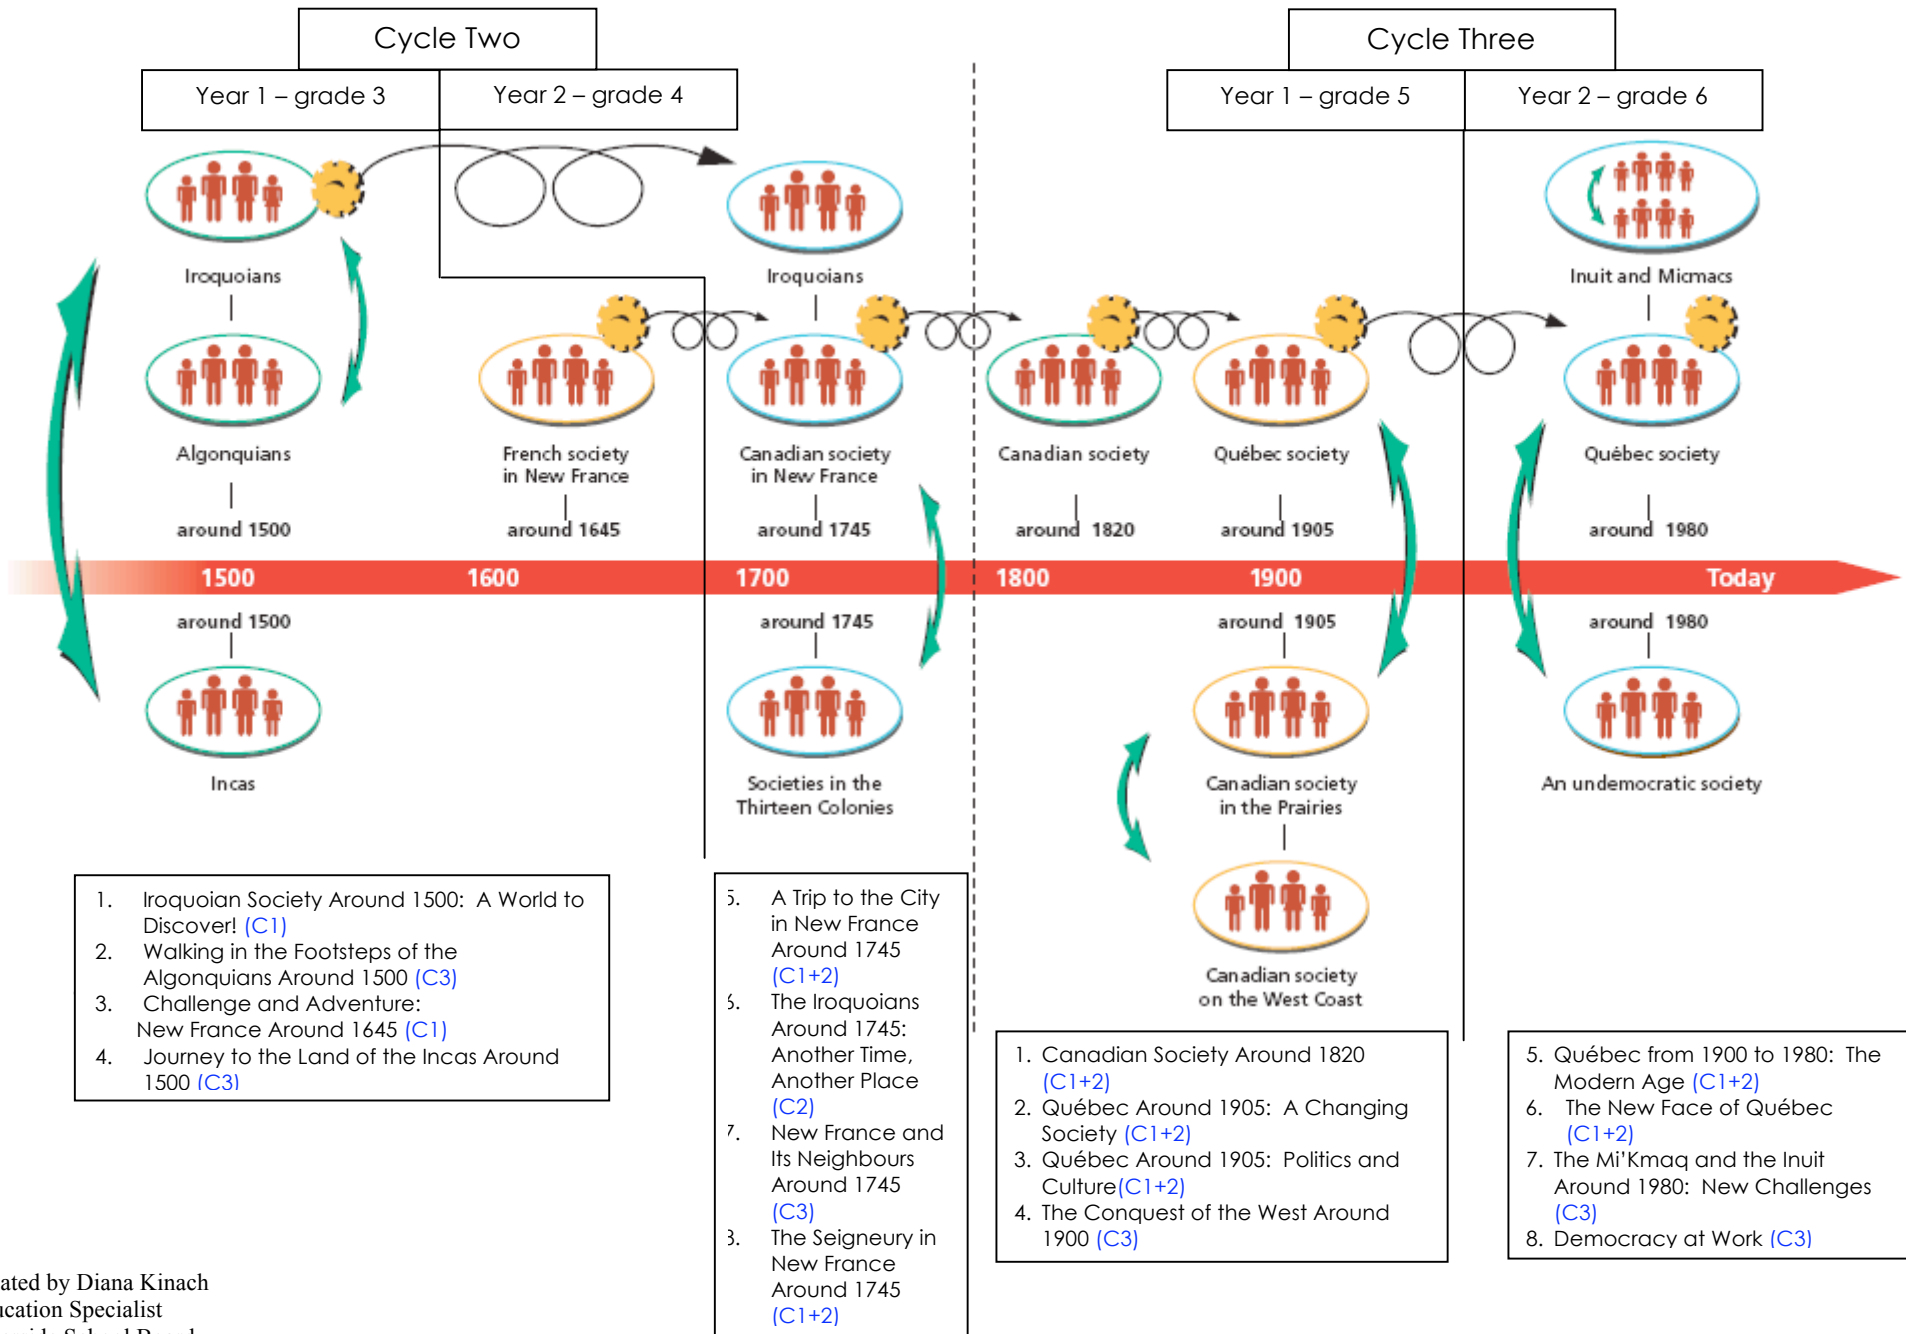 Cycle Two
Cycle Three
Year 1 – grade 3
Year 2 – grade 4
Year 1 – grade 5
Year 2 – grade 6
Iroquoians
Iroquoians
Inuit and Micmacs
Algonquians
French society
in New France
Canadian society
in New France
Canadian society
Québec society
Québec society
around 1500
around 1645
around 1745
around 1820
around 1905
around 1980
1500
1600
1700
1800
1900
Today
around 1500
around 1745
around 1905
around 1980
Incas
Societies in the
Thirteen Colonies
Canadian society
in the Prairies
An undemocratic society
Canadian society
on the West Coast
1. Iroquoian Society Around 1500: A World to
Discover! (C1)
2. Walking in the Footsteps of the
Algonquians Around 1500 (C3)
3. Challenge and Adventure:
New France Around 1645 (C1)
4. Journey to the Land of the Incas Around
1500 (C3)
5. A Trip to the City
in New France
Around 1745
(C1+2)
6. The Iroquoians
Around 1745:
Another Time,
Another Place
(C2)
7. New France and
Its Neighbours
Around 1745
(C3)
8. The Seigneury in
New France
Around 1745
(C1+2)
1. Canadian Society Around 1820
(C1+2)
2. Québec Around 1905: A Changing
Society (C1+2)
3. Québec Around 1905: Politics and
Culture(C1+2)
4. The Conquest of the West Around
1900 (C3)
5. Québec from 1900 to 1980: The
Modern Age (C1+2)
6. The New Face of Québec
(C1+2)
7. The Mi'Kmaq and the Inuit
Around 1980: New Challenges
(C3)
8. Democracy at Work (C3)
ated by Diana Kinach
ucation Specialist
School Board